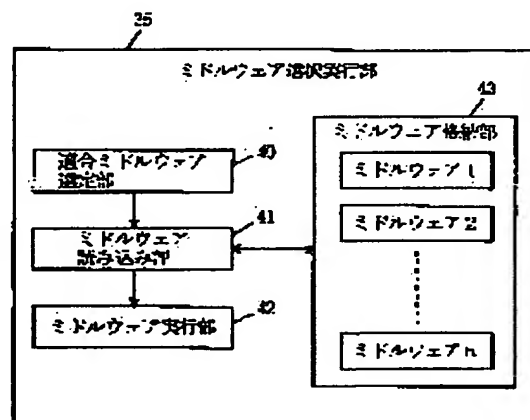 25
ミドルウェア選択実行部
43
ミドルウェア格納部
適合ミドルウェア
選定部
40
ミドルウェア 1
ミドルウェア
読み込み部
41
ミドルウェア 2
ミドルウェア実行部
42
ミドルウェア n